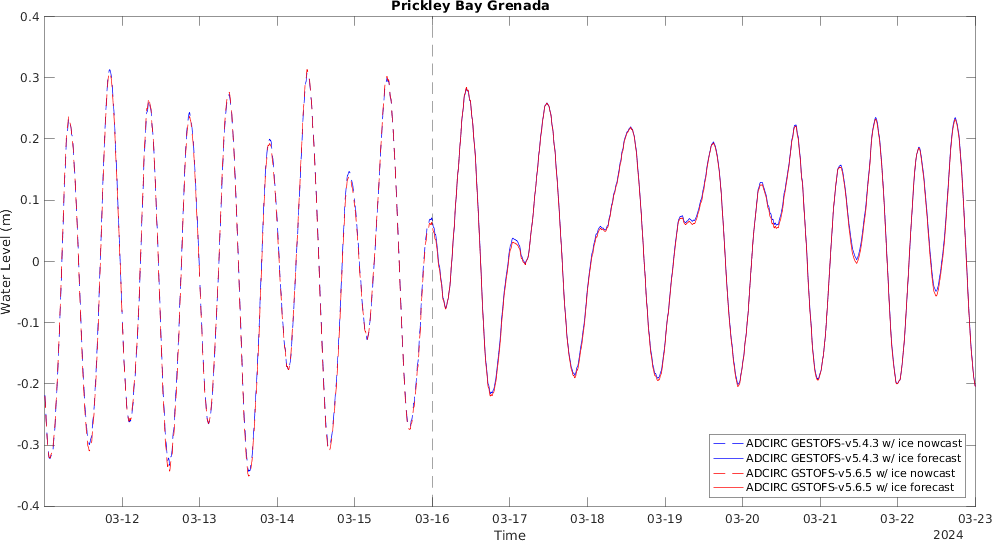 Prickley Bay Grenada
0.4
0.3
0.2
0.1
0
-0.1
-0.2
-0.3
-0.4
Water Level (m)
ADCIRC GESTOFS-v5.4.3 w/ ice nowcast
ADCIRC GESTOFS-v5.4.3 w/ ice forecast
ADCIRC GSTOFS-v5.6.5 w/ ice nowcast
ADCIRC GSTOFS-v5.6.5 w/ ice forecast
03-12 03-13 03-14 03-15 03-16 03-17 03-18 03-19 03-20 03-21 03-22 03-23
Time
2024